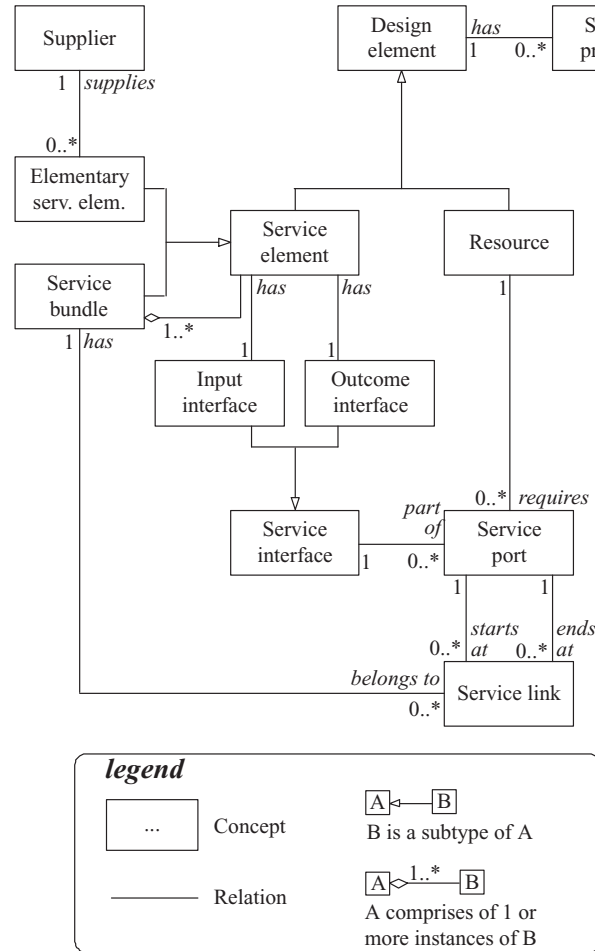 Supplier
1
supplies
0..*
Elementary
serv. elem.
Service
bundle
1 has
1..*
Design
element
has
1
0..*
Service
element
has
has
1
1
Input
interface
Outcome
interface
Resource
1
0..* requires
Service
interface
1
part
of
0..*
Service
port
1
1
starts
at
0..*
ends
at
0..*
belongs to
0..*
Service link
legend
...
Concept
Relation
A
B
B is a subtype of A
A
1..*
B
A comprises of 1 or
more instances of B